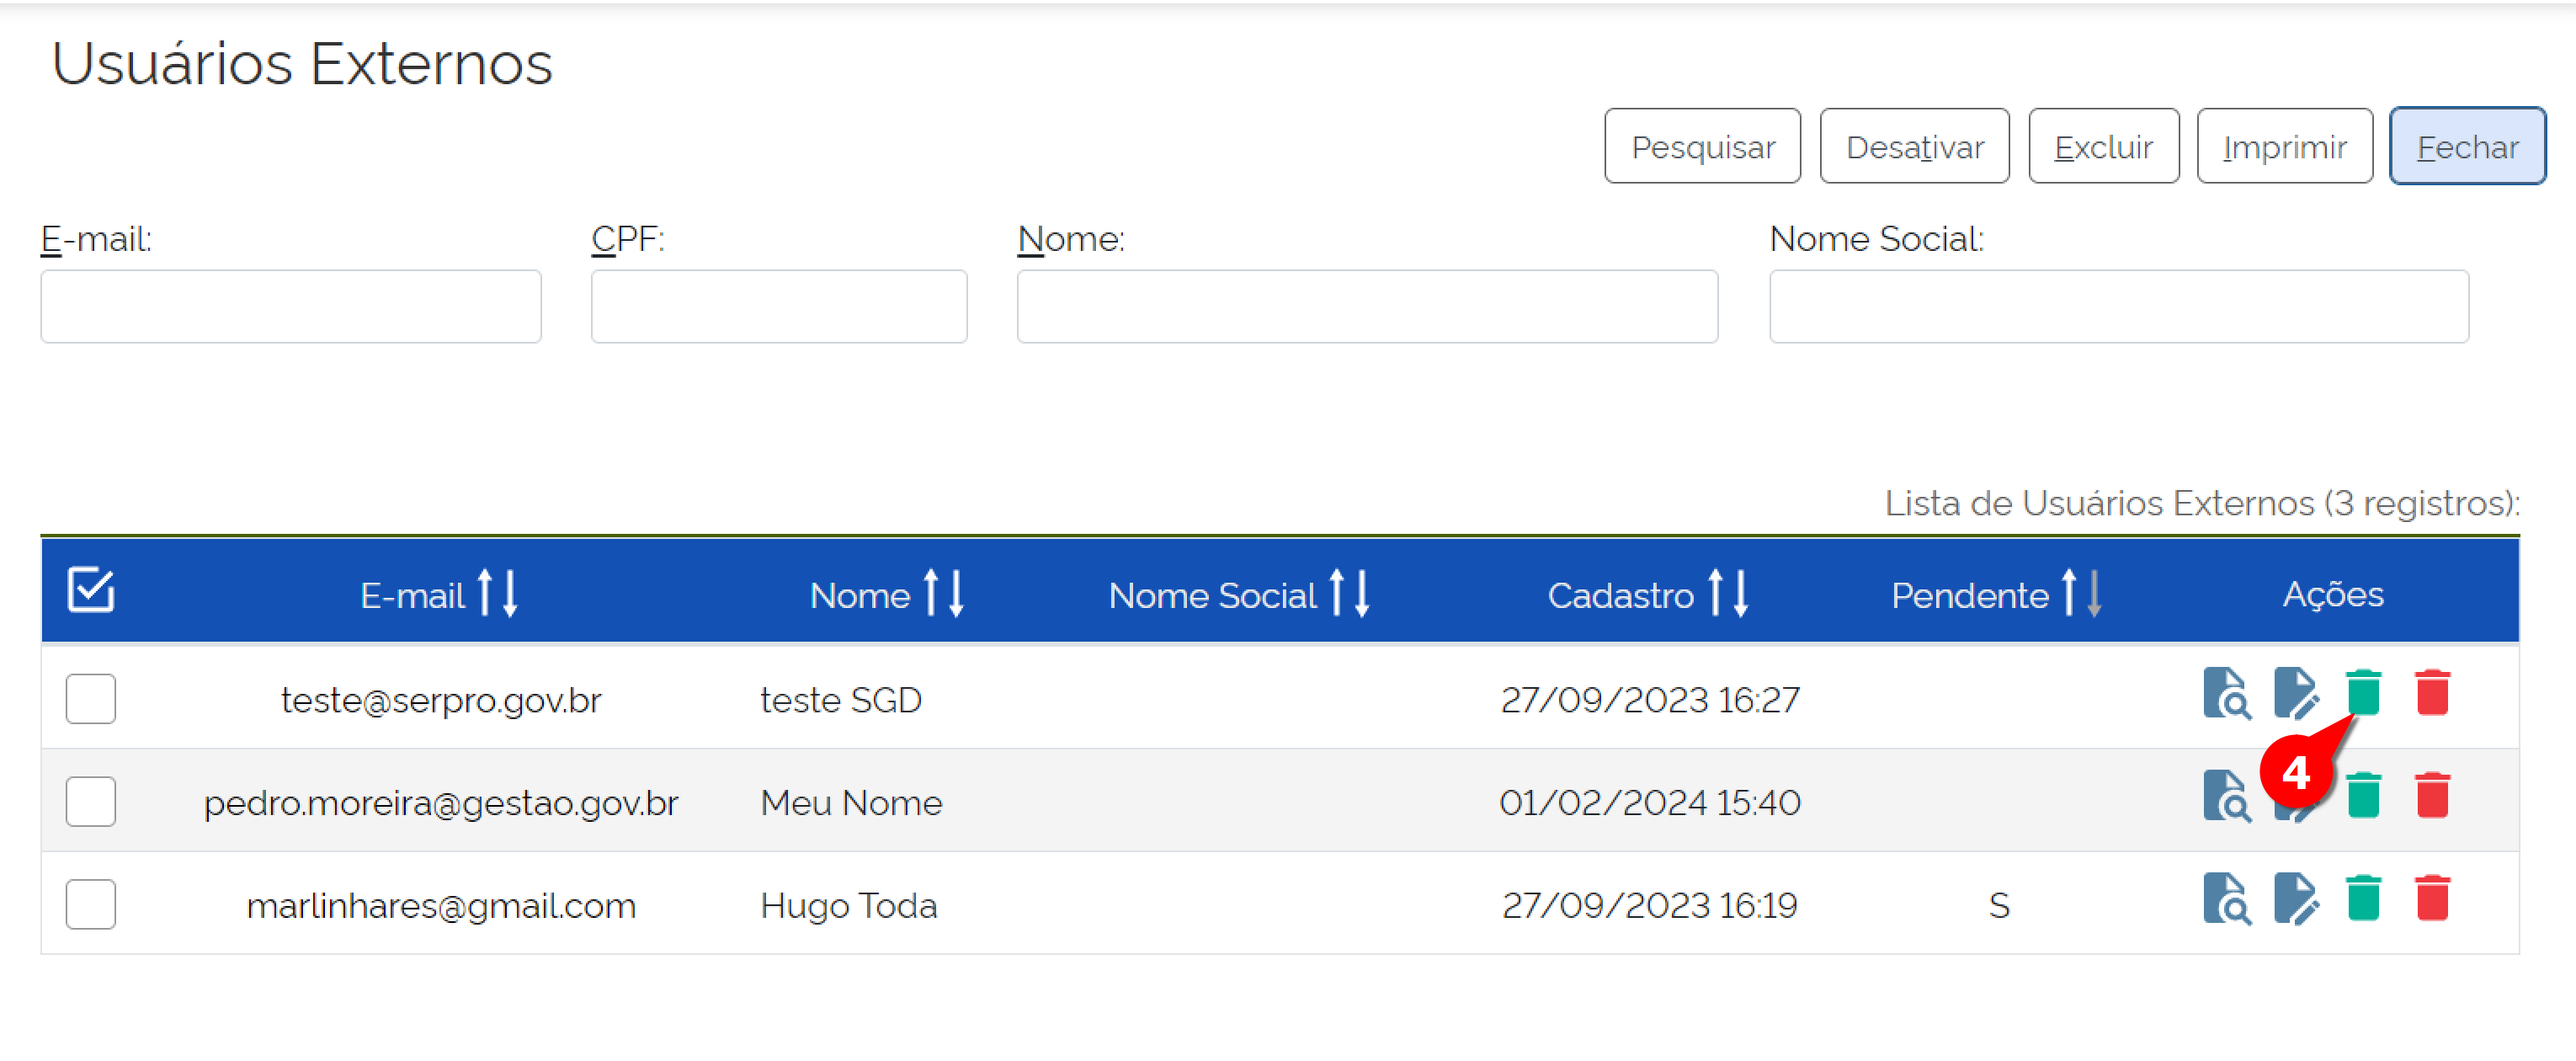 Usuários Externos
Pesquisar Desativar Excluir Imprimir Fechar
E-mail: CPF: Nome: Nome Social:
Lista de Usuários Externos (3 registros):
E-mail Nome Nome Social Cadastro Pendente Ações
teste@serpro.gov.br teste SGD 27/09/2023 16:27
4
pedro.moreira@gestao.gov.br Meu Nome 01/02/2024 15:40
marlinhares@gmail.com Hugo Toda 27/09/2023 16:19 S